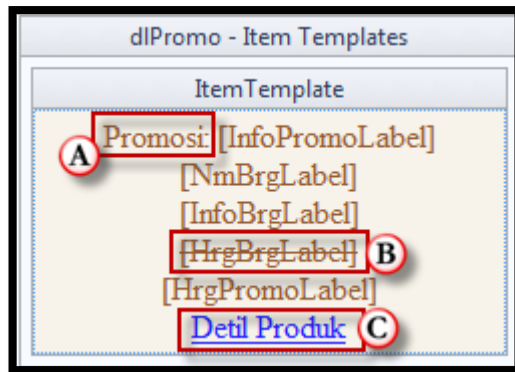 dlPromo - Item Templates
ItemTemplate
A Promosi: [InfoPromoLabel]
[NmBrgLabel]
[InfoBrgLabel]
[HrgBrgLabel] B
[HrgPromoLabel]
Detil Produk C